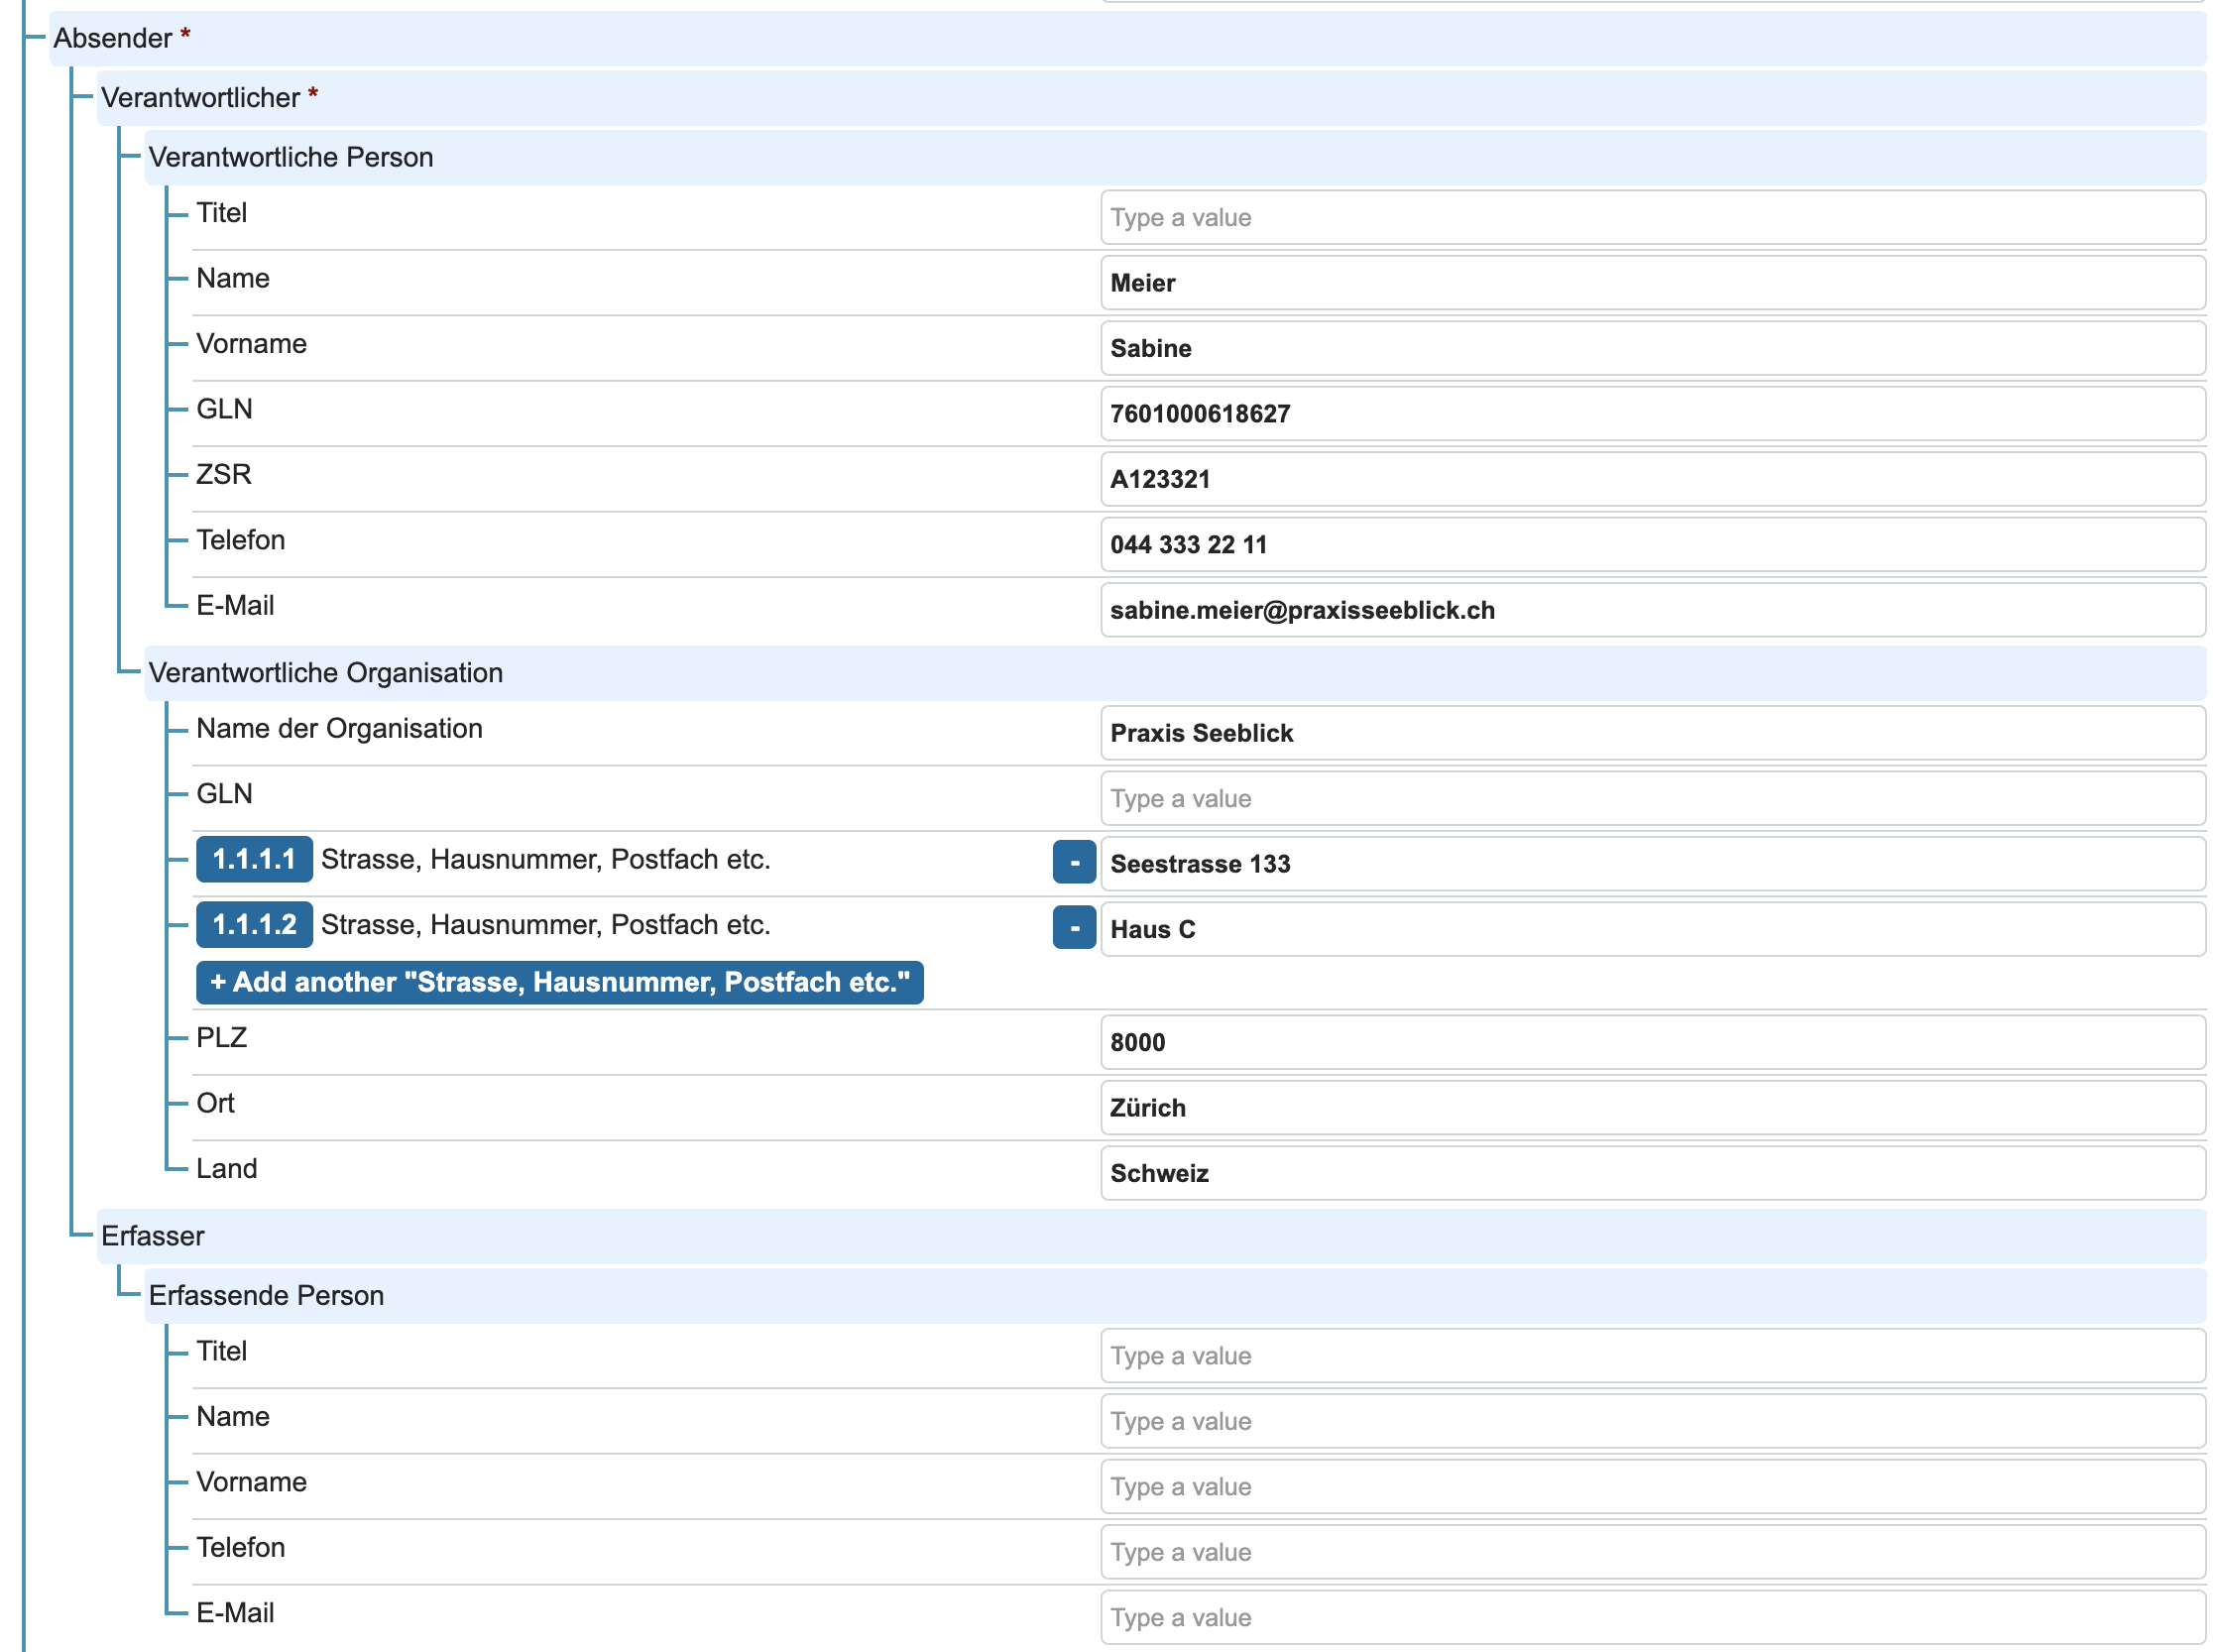 Absender *
Verantwortlicher *
Verantwortliche Person
Titel Type a value
Name Meier
Vorname Sabine
GLN 7601000618627
ZSR A123321
Telefon 044 333 22 11
E-Mail sabine.meier@praxisseeblick.ch
Verantwortliche Organisation
Name der Organisation Praxis Seeblick
GLN Type a value
1.1.1.1 Strasse, Hausnummer, Postfach etc. - Seestrasse 133
1.1.1.2 Strasse, Hausnummer, Postfach etc. - Haus C
+ Add another "Strasse, Hausnummer, Postfach etc."
PLZ 8000
Ort Zürich
Land Schweiz
Erfasser
Erfassende Person
Titel Type a value
Name Type a value
Vorname Type a value
Telefon Type a value
E-Mail Type a value